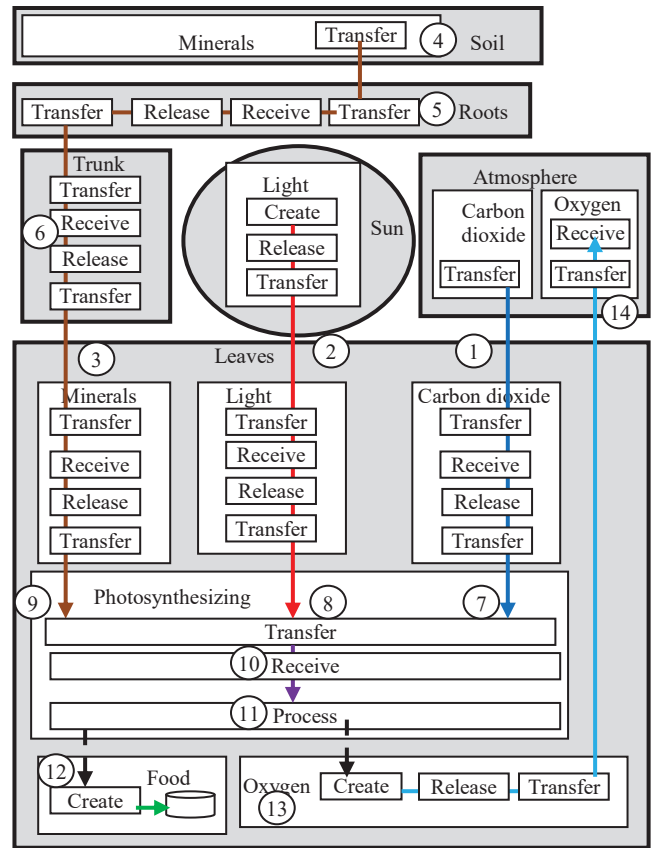 Minerals Transfer 4 Soil
Transfer Release Receive Transfer 5 Roots
Trunk
Transfer
6 Receive
Release
Transfer
Light
Create
Release
Transfer
Sun
Atmosphere
Carbon
dioxide
Transfer
Oxygen
Receive
Transfer
14
3 Leaves 2 1
Minerals
Transfer
Receive
Release
Transfer
Light
Transfer
Receive
Release
Transfer
Carbon dioxide
Transfer
Receive
Release
Transfer
9 Photosynthesizing 8 7
Transfer
10 Receive
11 Process
12 Food
Create
Oxygen Create Release Transfer
13